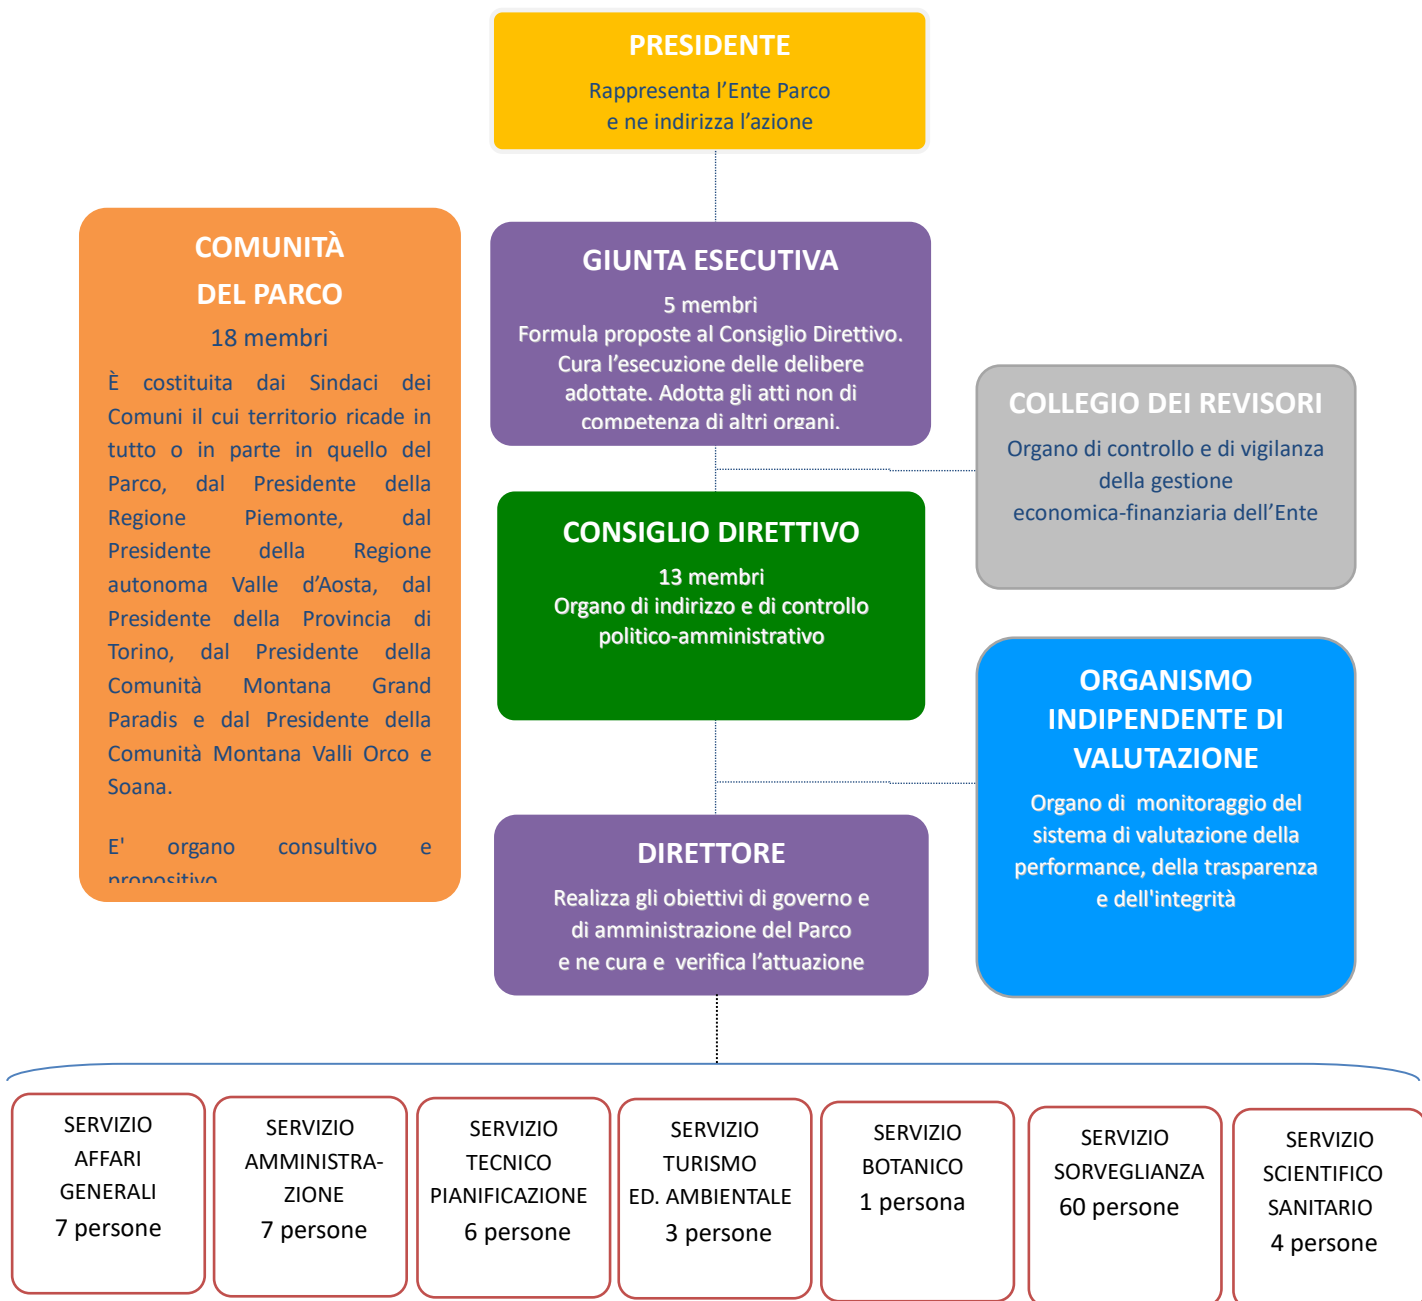 PRESIDENTE
Rappresenta l’Ente Parco
e ne indirizza l’azione
COMUNITÀ
DEL PARCO
18 membri
È costituita dai Sindaci dei
Comuni il cui territorio ricade in
tutto o in parte in quello del
Parco, dal Presidente della
Regione Piemonte, dal
Presidente della Regione
autonoma Valle d’Aosta, dal
Presidente della Provincia di
Torino, dal Presidente della
Comunità Montana Grand
Paradis e dal Presidente della
Comunità Montana Valli Orco e
Soana.
E' organo consultivo e
propositivo
GIUNTA ESECUTIVA
5 membri
Formula proposte al Consiglio Direttivo.
Cura l’esecuzione delle delibere
adottate. Adotta gli atti non di
competenza di altri organi.
COLLEGIO DEI REVISORI
Organo di controllo e di vigilanza
della gestione
economica-finanziaria dell’Ente
CONSIGLIO DIRETTIVO
13 membri
Organo di indirizzo e di controllo
politico-amministrativo
ORGANISMO
INDIPENDENTE DI
VALUTAZIONE
Organo di monitoraggio del
sistema di valutazione della
performance, della trasparenza
e dell'integrità
DIRETTORE
Realizza gli obiettivi di governo e
di amministrazione del Parco
e ne cura e verifica l’attuazione
SERVIZIO
AFFARI
GENERALI
7 persone
SERVIZIO
AMMINISTRA-
ZIONE
7 persone
SERVIZIO
TECNICO
PIANIFICAZIONE
6 persone
SERVIZIO
TURISMO
ED. AMBIENTALE
3 persone
SERVIZIO
BOTANICO
1 persona
SERVIZIO
SORVEGLIANZA
60 persone
SERVIZIO
SCIENTIFICO
SANITARIO
4 persone